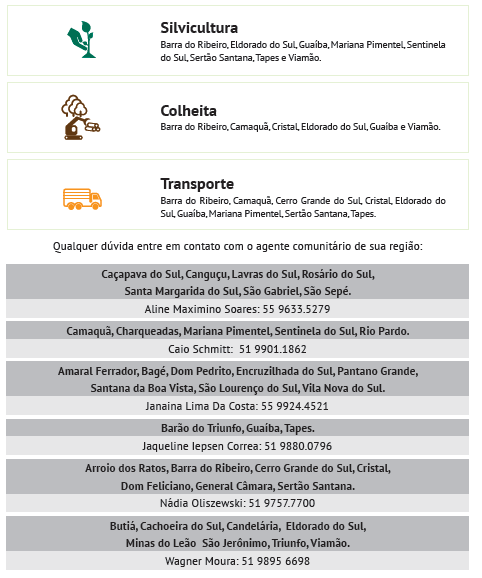 Silvicultura
Barra do Ribeiro, Eldorado do Sul, Guaíba, Mariana Pimentel, Sentinela
do Sul, Sertão Santana, Tapes e Viamão.
Colheita
Barra do Ribeiro, Camaquã, Cristal, Eldorado do Sul, Guaíba e Viamão.
Transporte
Barra do Ribeiro, Camaquã, Cerro Grande do Sul, Cristal, Eldorado do
Sul, Guaíba, Mariana Pimentel, Sertão Santana, Tapes.
Qualquer dúvida entre em contato com o agente comunitário de sua região:
Caçapava do Sul, Canguçu, Lavras do Sul, Rosário do Sul,
Santa Margarida do Sul, São Gabriel, São Sepé.
Aline Maximino Soares: 55 9633.5279
Camaquã, Charqueadas, Mariana Pimentel, Sentinela do Sul, Rio Pardo.
Caio Schmitt: 51 9901.1862
Amaral Ferrador, Bagé, Dom Pedrito, Encruzilhada do Sul, Pantano Grande,
Santana da Boa Vista, São Lourenço do Sul, Vila Nova do Sul.
Janaina Lima Da Costa: 55 9924.4521
Barão do Triunfo, Guaíba, Tapes.
Jaqueline Iepsen Correa: 51 9880.0796
Arroio dos Ratos, Barra do Ribeiro, Cerro Grande do Sul, Cristal,
Dom Feliciano, General Câmara, Sertão Santana.
Nádia Oliszewski: 51 9757.7700
Butiá, Cachoeira do Sul, Candelária, Eldorado do Sul,
Minas do Leão São Jerônimo, Triunfo, Viamão.
Wagner Moura: 51 9895 6698